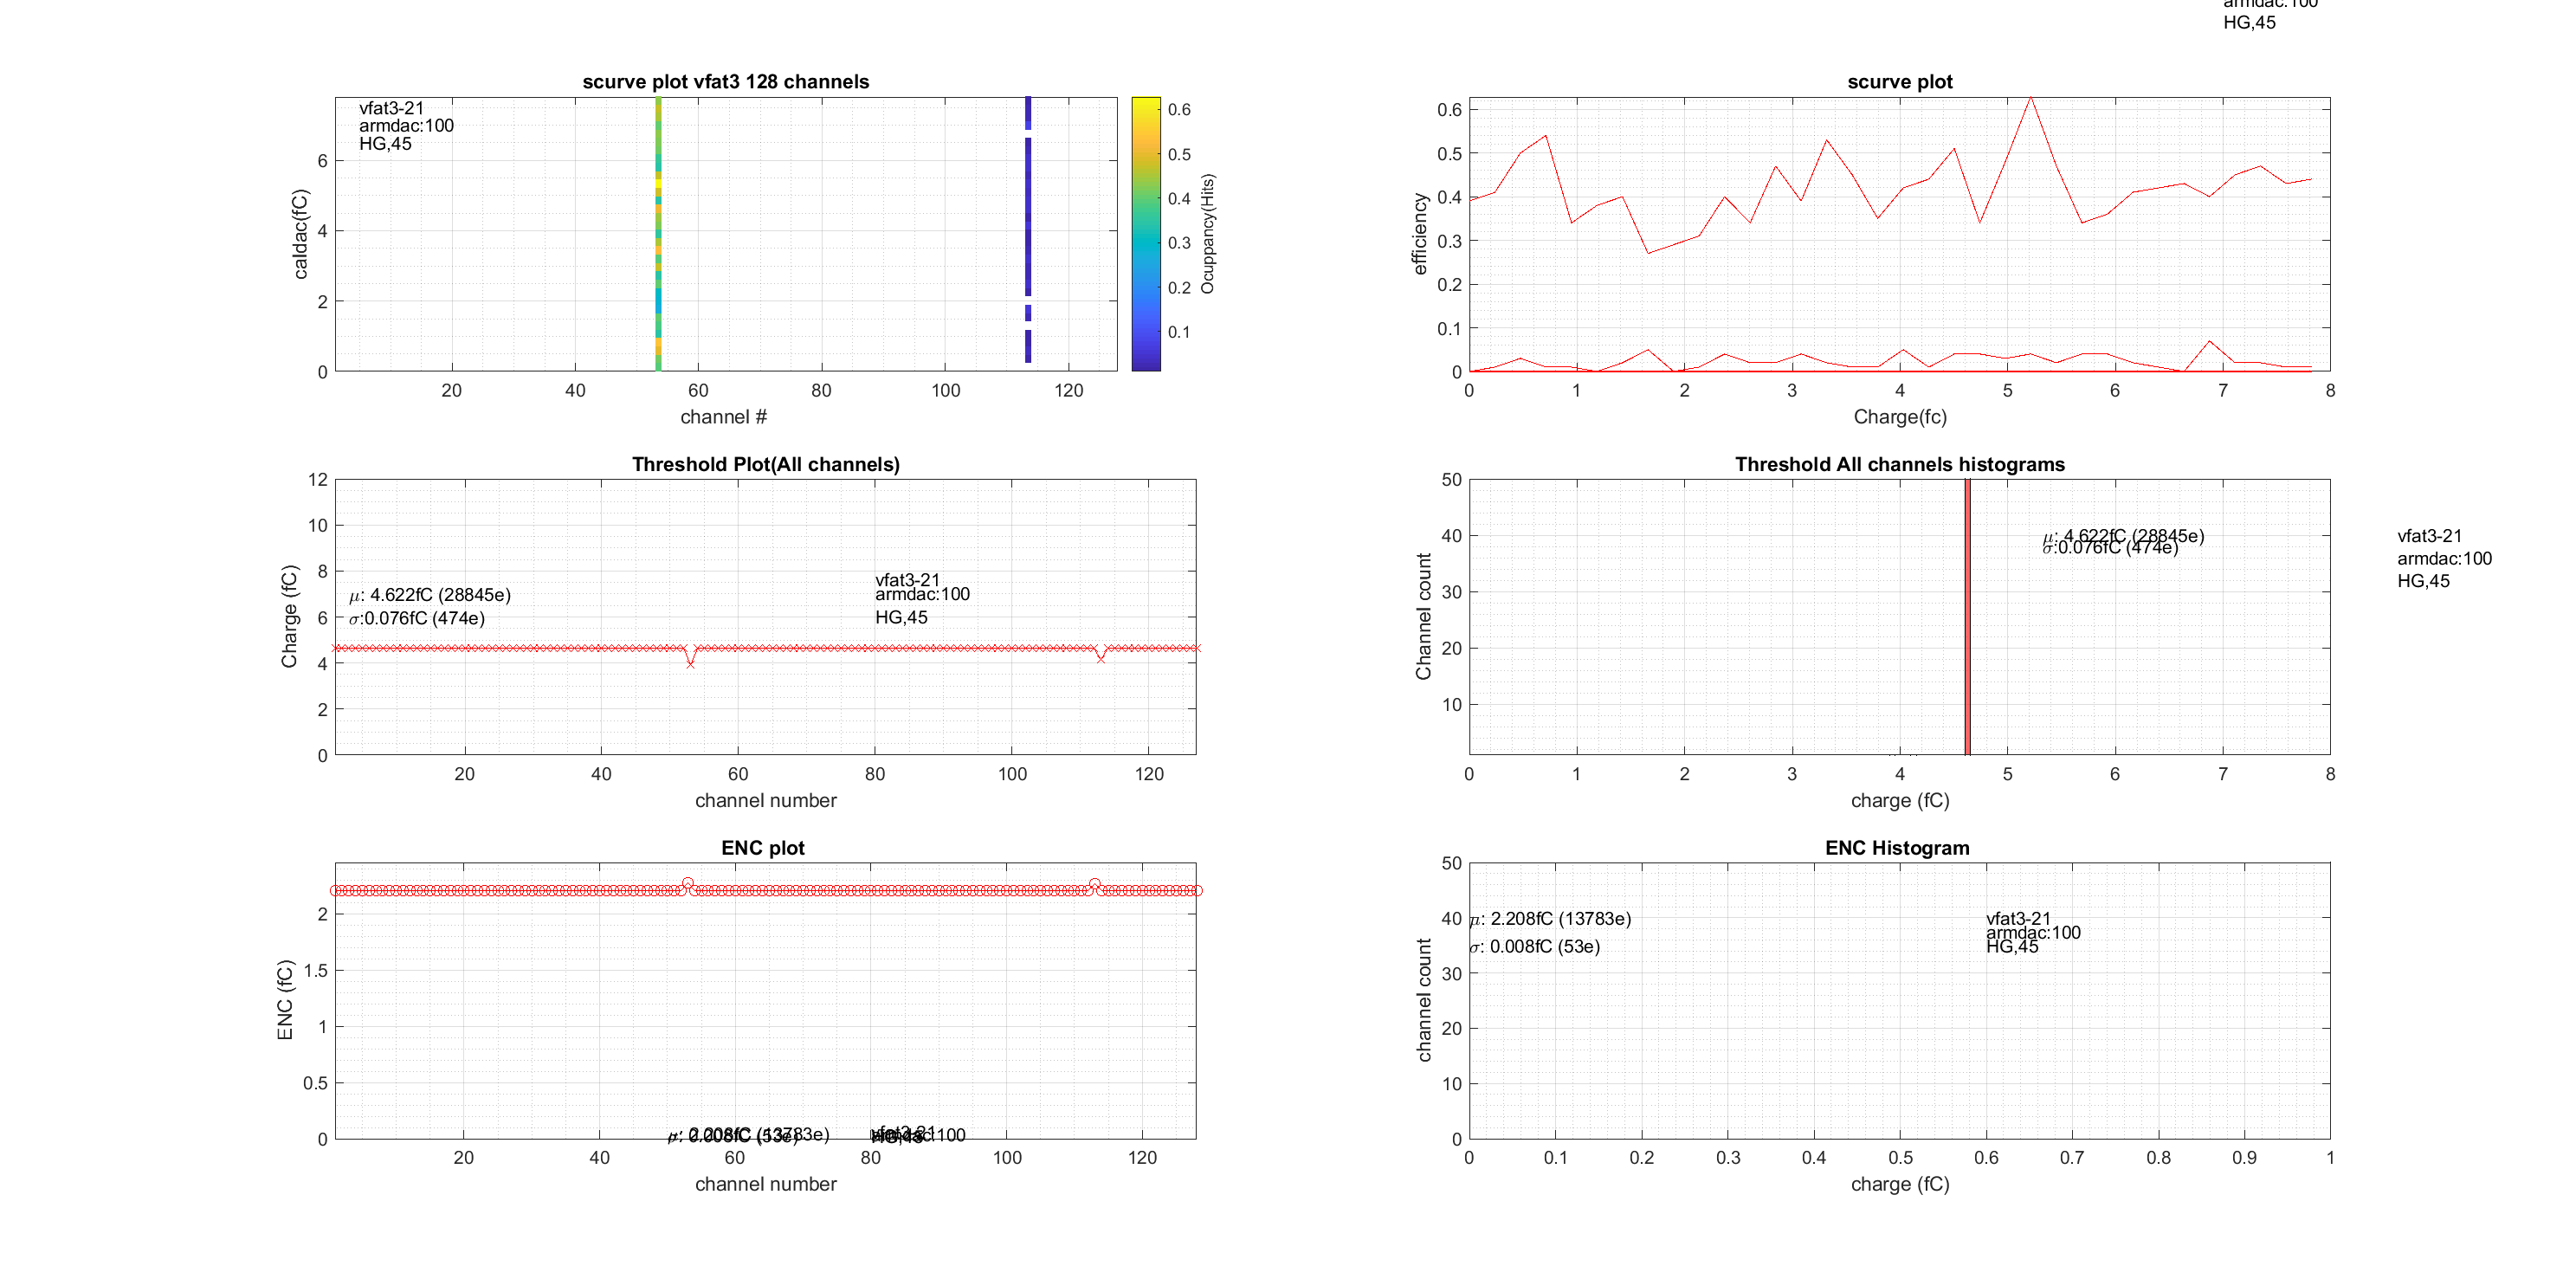 armdac:100
HG,45
scurve plot vfat3 128 channels
vfat3-21
armdac:100
HG,45
6
4
2
0
caldac(fC)
20
40
60
80
100
120
channel #
0.6
0.5
0.4
0.3
0.2
0.1
Ocuppancy(Hits)
scurve plot
0.6
0.5
0.4
0.3
0.2
0.1
0
efficiency
0
1
2
3
4
5
6
7
8
Charge(fc)
Threshold Plot(All channels)
12
10
8
6
4
2
0
Charge (fC)
μ: 4.622fC (28845e)
σ:0.076fC (474e)
vfat3-21
armdac:100
HG,45
20
40
60
80
100
120
channel number
Threshold All channels histograms
50
40
30
20
10
Channel count
μ: 4.622fC (28845e)
σ:0.076fC (474e)
vfat3-21
armdac:100
HG,45
0
1
2
3
4
5
6
7
8
charge (fC)
ENC plot
2
1.5
1
0.5
0
ENC (fC)
20
40
60
80
100
120
channel number
ENC Histogram
50
40
30
20
10
0
channel count
μ: 2.208fC (13783e)
σ: 0.008fC (53e)
vfat3-21
armdac:100
HG,45
0
0.1
0.2
0.3
0.4
0.5
0.6
0.7
0.8
0.9
1
charge (fC)